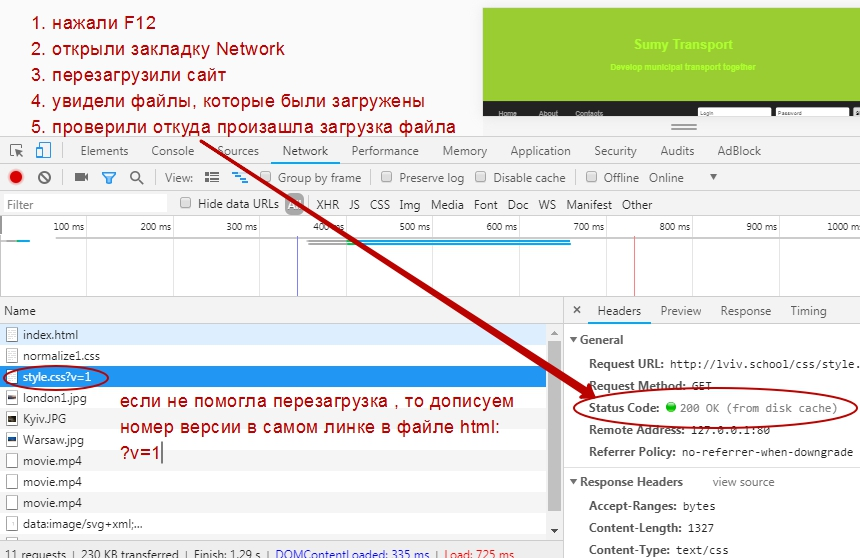 1. нажали F12
2. открыли закладку Network
3. перезагрузили сайт
4. увидели файлы, которые были загружены
5. проверили откуда произашла загрузка файла
Sumy Transport
Develop municipal transport together
Home About Contacts Login Password
Elements Console Sources Network Performance Memory Application Security Audits AdBlock
View: Group by frame Preserve log Disable cache Offline Online
Filter Hide data URLs All XHR JS CSS Img Media Font Doc WS Manifest Other
100 ms 200 ms 300 ms 400 ms 500 ms 600 ms 700 ms 800 ms 900 ms 1000 ms
Name
index.html
normalize1.css
style.css?v=1
london1.jpg
Kyiv.JPG
Warsaw.jpg
movie.mp4
movie.mp4
movie.mp4
data:image/svg+xml;...
11 requests | 230 KB transferred | Finish: 1.29 s | DOMContentLoaded: 335 ms | Load: 725 ms
если не помогла перезагрузка , то дописуем
номер версии в самом линке в файле html:
?v=1
× Headers Preview Response Timing
General
Request URL: http://lviv.school/css/style.
Request Method: GET
Status Code: 200 OK (from disk cache)
Remote Address: 127.0.0.1:80
Referrer Policy: no-referrer-when-downgrade
Response Headers view source
Accept-Ranges: bytes
Content-Length: 1327
Content-Type: text/css